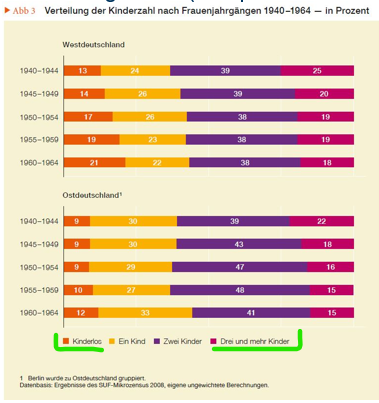 ▶ Abb 3 Verteilung der Kinderzahl nach Frauenjahrgängen 1940–1964 — in Prozent
Westdeutschland
1940–1944 13 24 39 25
1945–1949 14 26 39 20
1950–1954 17 26 38 19
1955–1959 19 23 38 19
1960–1964 21 22 38 18
Ostdeutschland¹
1940–1944 9 30 39 22
1945–1949 9 30 43 18
1950–1954 9 29 47 16
1955–1959 10 27 48 15
1960–1964 12 33 41 15
Kinderlos Ein Kind Zwei Kinder Drei und mehr Kinder
1 Berlin wurde zu Ostdeutschland gruppiert.
Datenbasis: Ergebnisse des SUF-Mikrozensus 2008, eigene ungewichtete Berechnungen.